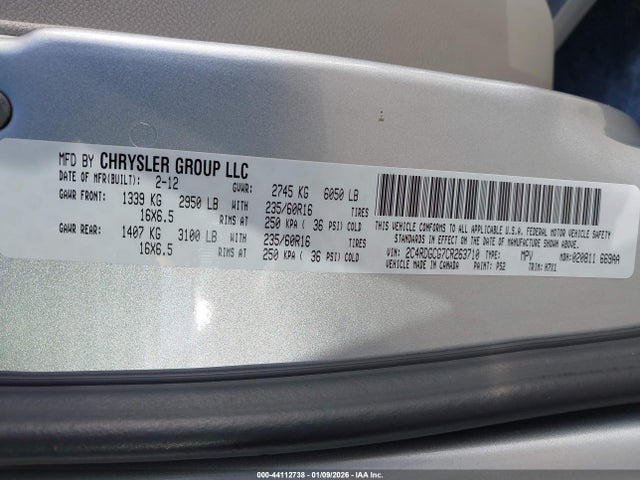 MFD BY CHRYSLER GROUP LLC
DATE OF MFR(BUILT): 2-12 GVWR: 2745 KG 6050 LB
GAWR FRONT: 1339 KG 2950 LB WITH 235/60R16 TIRES
16X6.5 RIMS AT 250 KPA ( 36 PSI) COLD
GAWR REAR: 1407 KG 3100 LB WITH 235/60R16 TIRES
16X6.5 RIMS AT 250 KPA ( 36 PSI) COLD
THIS VEHICLE CONFORMS TO ALL APPLICABLE U.S.A. FEDERAL MOTOR VEHICLE SAFETY
STANDARDS IN EFFECT ON THE DATE OF MANUFACTURE SHOWN ABOVE.
VIN: 2C4RDGCG7CR263710 TYPE: MPV MDH: 020811 669AA
VEHICLE MADE IN CANADA PAINT: PS2 TRIM:
000-44112738 | 01/09/2026 | IAA Inc.